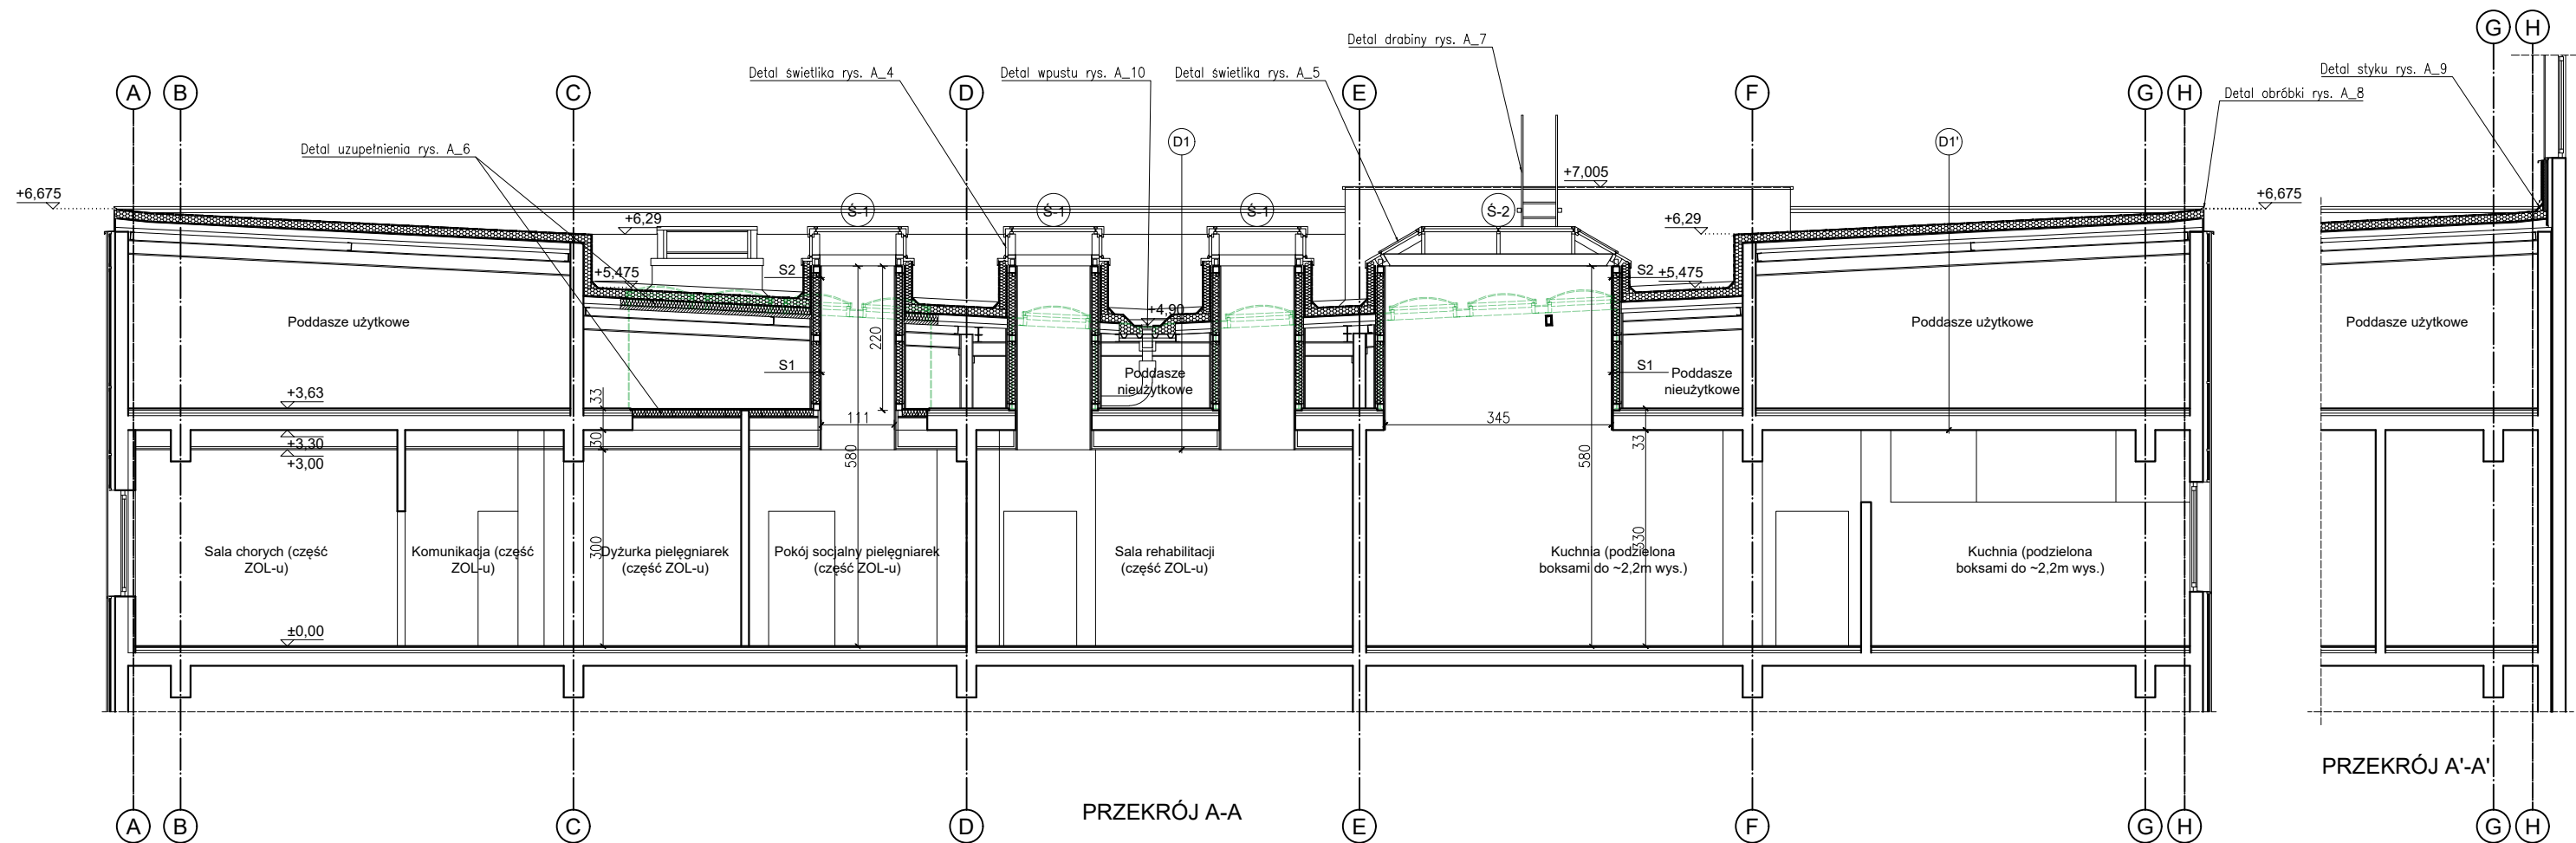 G H
Detal drabiny rys. A_7
Detal świetlika rys. A_4
Detal wpustu rys. A_10
Detal świetlika rys. A_5
Detal styku rys. A_9
Detal obróbki rys. A_8
A B C D E F G H
D1
D1'
Detal uzupełnienia rys. A_6
+7,005
+6,675
+6,675
Ś-1
Ś-1
Ś-1
Ś-2
+6,29
+6,29
+5,475
S2
S2
+5,475
+4,90
Poddasze użytkowe
Poddasze użytkowe
Poddasze użytkowe
220
S1
S1
Poddasze
nieużytkowe
Poddasze
nieużytkowe
+3,63
33
111
345
+3,30
30
33
+3,00
580
580
300
330
Sala chorych (część
ZOL-u)
Komunikacja (część
ZOL-u)
Dyżurka pielęgniarek
(część ZOL-u)
Pokój socjalny pielęgniarek
(część ZOL-u)
Sala rehabilitacji
(część ZOL-u)
Kuchnia (podzielona
boksami do ~2,2m wys.)
Kuchnia (podzielona
boksami do ~2,2m wys.)
±0,00
PRZEKRÓJ A'-A'
PRZEKRÓJ A-A
A B C D E F G H G H